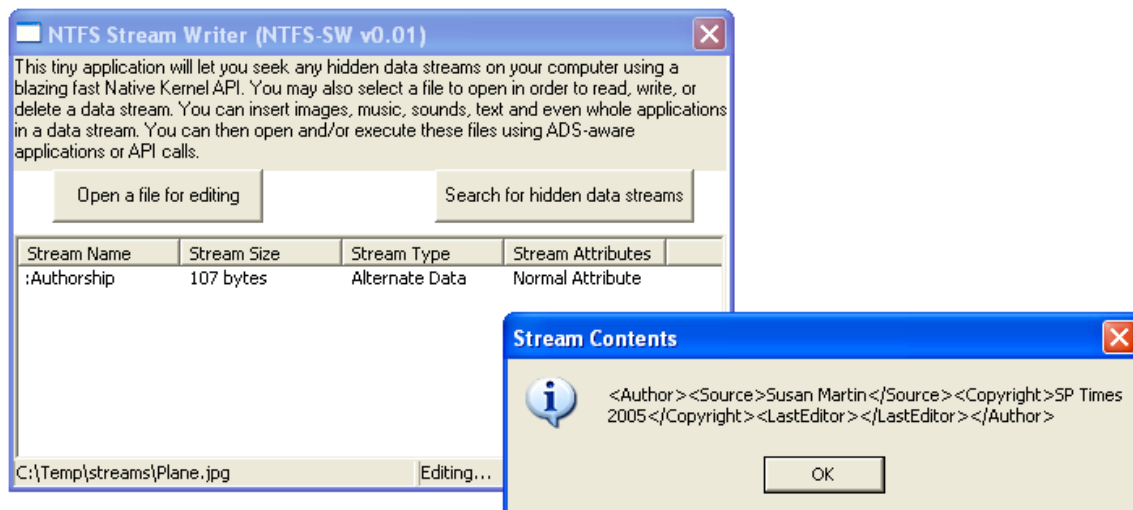 NTFS Stream Writer (NTFS-SW v0.01)
This tiny application will let you seek any hidden data streams on your computer using a
blazing fast Native Kernel API. You may also select a file to open in order to read, write, or
delete a data stream. You can insert images, music, sounds, text and even whole applications
in a data stream. You can then open and/or execute these files using ADS-aware
applications or API calls.
Open a file for editing
Search for hidden data streams
Stream Name Stream Size Stream Type Stream Attributes
:Authorship 107 bytes Alternate Data Normal Attribute
Stream Contents
<Author><Source>Susan Martin</Source><Copyright>SP Times
2005</Copyright><LastEditor></LastEditor></Author>
OK
C:\Temp\streams\Plane.jpg Editing...